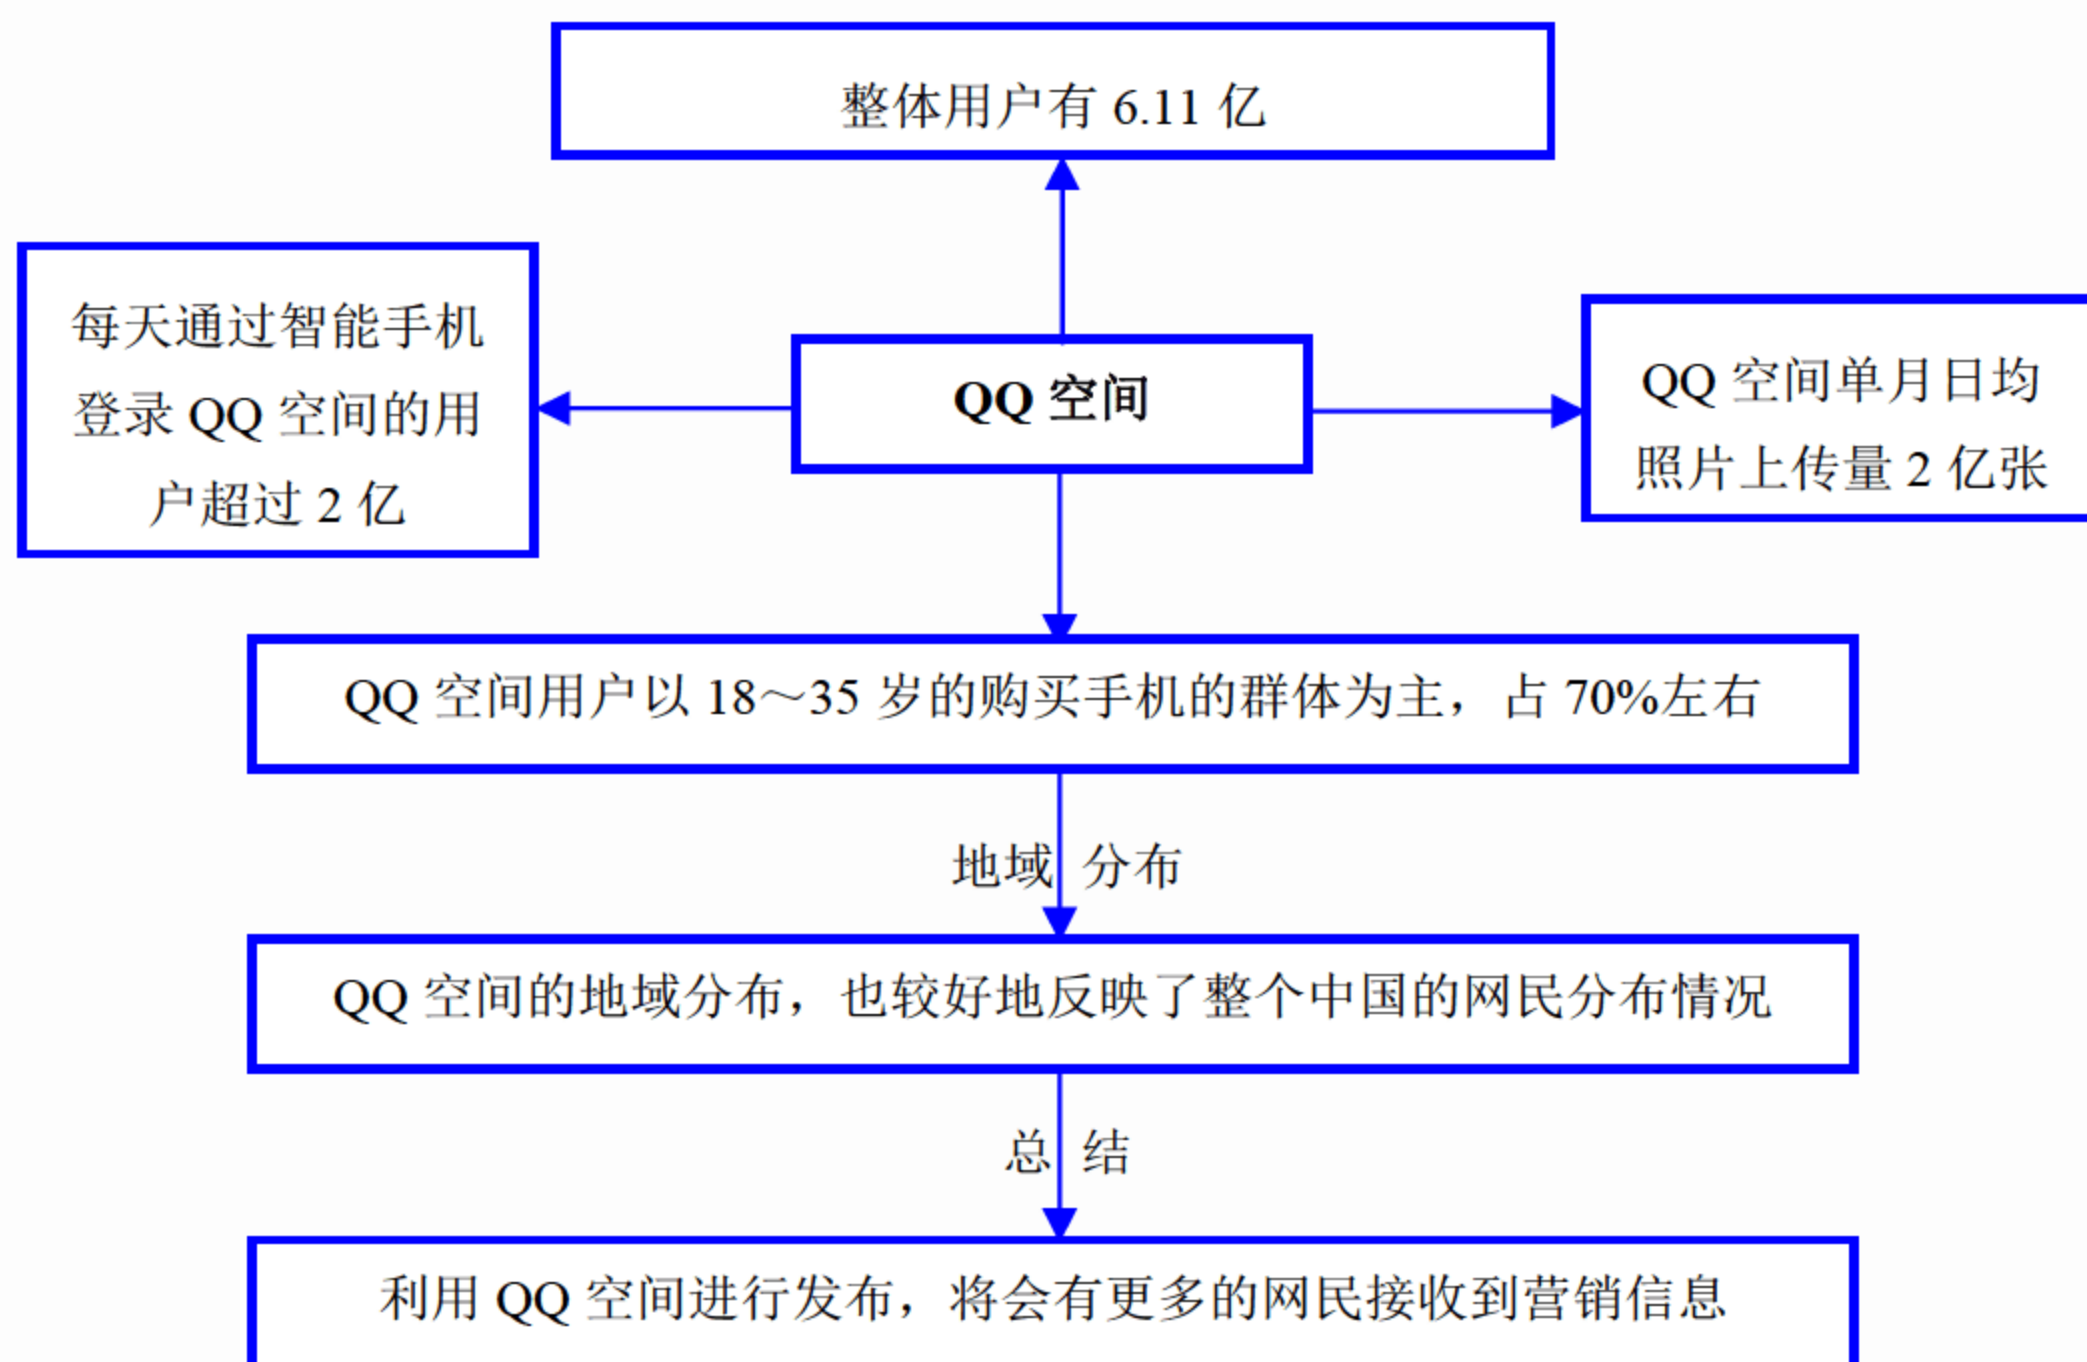 整体用户有 6.11 亿
每天通过智能手机
登录 QQ 空间的用
户超过 2 亿
QQ 空间
QQ 空间单月日均
照片上传量 2 亿张
QQ 空间用户以 18～35 岁的购买手机的群体为主，占 70%左右
地域 分布
QQ 空间的地域分布，也较好地反映了整个中国的网民分布情况
总 结
利用 QQ 空间进行发布，将会有更多的网民接收到营销信息